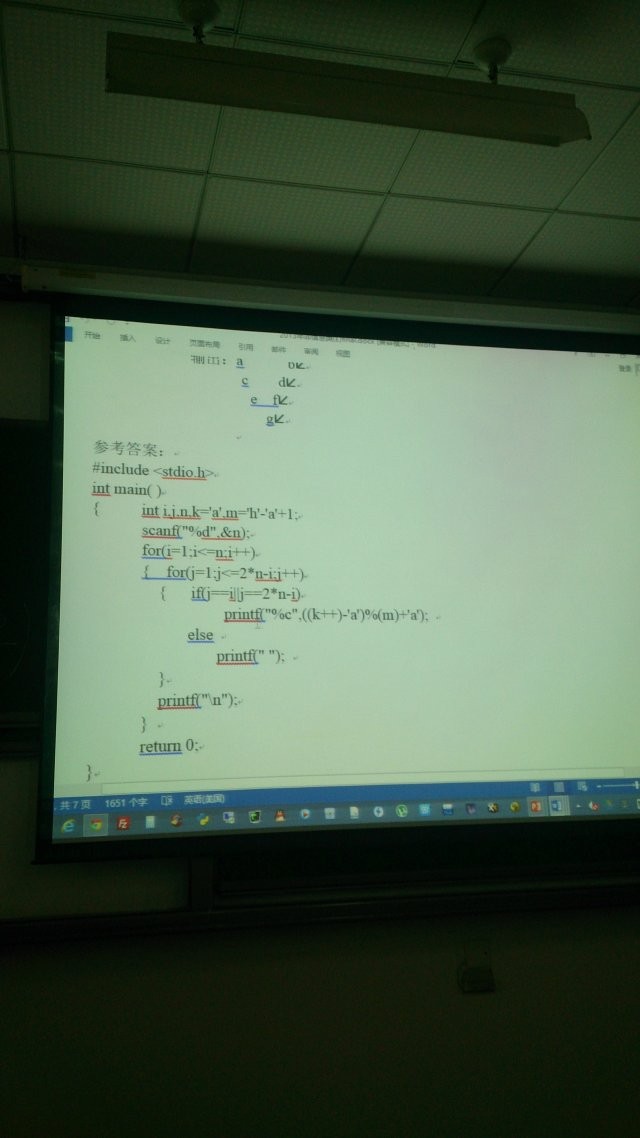 开始 插入 设计 页面布局 引用 邮件 审阅 视图
登录
输出: a b↙
c d↙
e f↙
g↙
参考答案:
#include <stdio.h>
int main( )
{ int i,j,n,k='a',m='h'-'a'+1;
scanf("%d",&n);
for(i=1;i<=n;i++)
{ for(j=1;j<=2*n-i;j++)
{ if(j==i||j==2*n-i)
printf("%c",((k++)-'a')%(m)+'a');
else
printf(" ");
}
printf("\n");
}
return 0;
}
共 7 页 1651 个字 英语(美国)